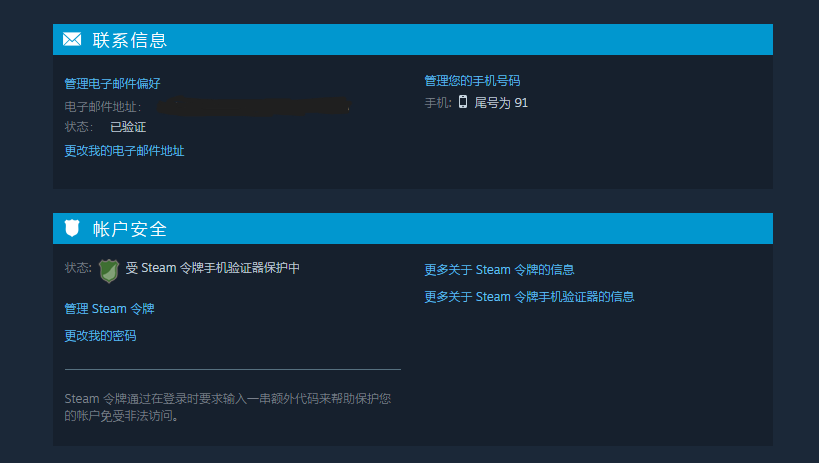 联系信息
管理电子邮件偏好
电子邮件地址：
状态： 已验证
更改我的电子邮件地址
管理您的手机号码
手机: 尾号为 91
帐户安全
状态: 受 Steam 令牌手机验证器保护中
管理 Steam 令牌
更改我的密码
Steam 令牌通过在登录时要求输入一串额外代码来帮助保护您
的帐户免受非法访问。
更多关于 Steam 令牌的信息
更多关于 Steam 令牌手机验证器的信息